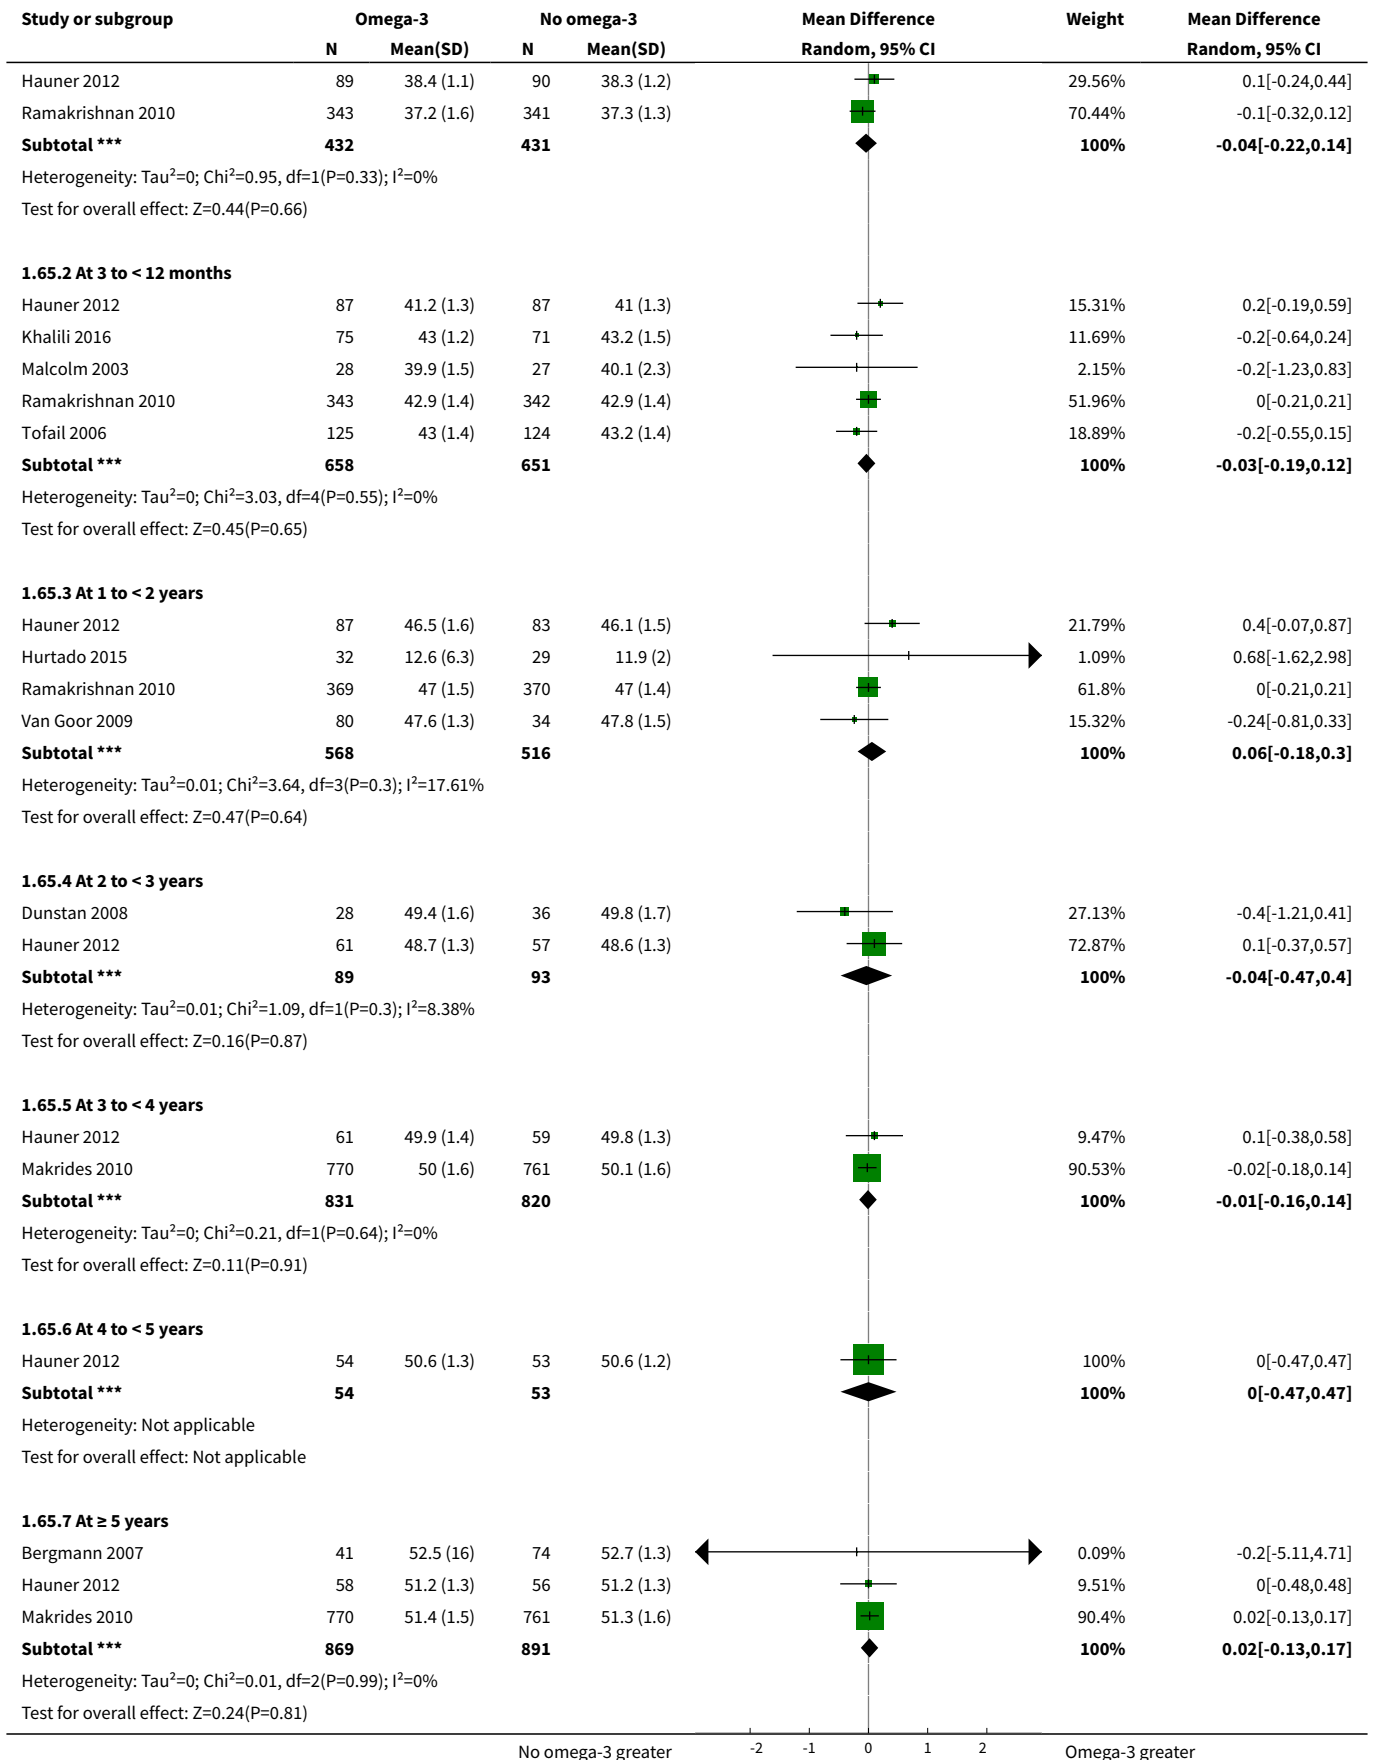 Study or subgroup Omega-3 No omega-3 Mean Difference Weight Mean Difference
N Mean(SD) N Mean(SD) Random, 95% CI Random, 95% CI
Hauner 2012 89 38.4 (1.1) 90 38.3 (1.2) 29.56% 0.1[-0.24,0.44]
Ramakrishnan 2010 343 37.2 (1.6) 341 37.3 (1.3) 70.44% -0.1[-0.32,0.12]
Subtotal *** 432 431 100% -0.04[-0.22,0.14]
Heterogeneity: Tau²=0; Chi²=0.95, df=1(P=0.33); I²=0%
Test for overall effect: Z=0.44(P=0.66)
1.65.2 At 3 to < 12 months
Hauner 2012 87 41.2 (1.3) 87 41 (1.3) 15.31% 0.2[-0.19,0.59]
Khalili 2016 75 43 (1.2) 71 43.2 (1.5) 11.69% -0.2[-0.64,0.24]
Malcolm 2003 28 39.9 (1.5) 27 40.1 (2.3) 2.15% -0.2[-1.23,0.83]
Ramakrishnan 2010 343 42.9 (1.4) 342 42.9 (1.4) 51.96% 0[-0.21,0.21]
Tofail 2006 125 43 (1.4) 124 43.2 (1.4) 18.89% -0.2[-0.55,0.15]
Subtotal *** 658 651 100% -0.03[-0.19,0.12]
Heterogeneity: Tau²=0; Chi²=3.03, df=4(P=0.55); I²=0%
Test for overall effect: Z=0.45(P=0.65)
1.65.3 At 1 to < 2 years
Hauner 2012 87 46.5 (1.6) 83 46.1 (1.5) 21.79% 0.4[-0.07,0.87]
Hurtado 2015 32 12.6 (6.3) 29 11.9 (2) 1.09% 0.68[-1.62,2.98]
Ramakrishnan 2010 369 47 (1.5) 370 47 (1.4) 61.8% 0[-0.21,0.21]
Van Goor 2009 80 47.6 (1.3) 34 47.8 (1.5) 15.32% -0.24[-0.81,0.33]
Subtotal *** 568 516 100% 0.06[-0.18,0.3]
Heterogeneity: Tau²=0.01; Chi²=3.64, df=3(P=0.3); I²=17.61%
Test for overall effect: Z=0.47(P=0.64)
1.65.4 At 2 to < 3 years
Dunstan 2008 28 49.4 (1.6) 36 49.8 (1.7) 27.13% -0.4[-1.21,0.41]
Hauner 2012 61 48.7 (1.3) 57 48.6 (1.3) 72.87% 0.1[-0.37,0.57]
Subtotal *** 89 93 100% -0.04[-0.47,0.4]
Heterogeneity: Tau²=0.01; Chi²=1.09, df=1(P=0.3); I²=8.38%
Test for overall effect: Z=0.16(P=0.87)
1.65.5 At 3 to < 4 years
Hauner 2012 61 49.9 (1.4) 59 49.8 (1.3) 9.47% 0.1[-0.38,0.58]
Makrides 2010 770 50 (1.6) 761 50.1 (1.6) 90.53% -0.02[-0.18,0.14]
Subtotal *** 831 820 100% -0.01[-0.16,0.14]
Heterogeneity: Tau²=0; Chi²=0.21, df=1(P=0.64); I²=0%
Test for overall effect: Z=0.11(P=0.91)
1.65.6 At 4 to < 5 years
Hauner 2012 54 50.6 (1.3) 53 50.6 (1.2) 100% 0[-0.47,0.47]
Subtotal *** 54 53 100% 0[-0.47,0.47]
Heterogeneity: Not applicable
Test for overall effect: Not applicable
1.65.7 At ≥ 5 years
Bergmann 2007 41 52.5 (16) 74 52.7 (1.3) 0.09% -0.2[-5.11,4.71]
Hauner 2012 58 51.2 (1.3) 56 51.2 (1.3) 9.51% 0[-0.48,0.48]
Makrides 2010 770 51.4 (1.5) 761 51.3 (1.6) 90.4% 0.02[-0.13,0.17]
Subtotal *** 869 891 100% 0.02[-0.13,0.17]
Heterogeneity: Tau²=0; Chi²=0.01, df=2(P=0.99); I²=0%
Test for overall effect: Z=0.24(P=0.81)
No omega-3 greater -2 -1 0 1 2 Omega-3 greater